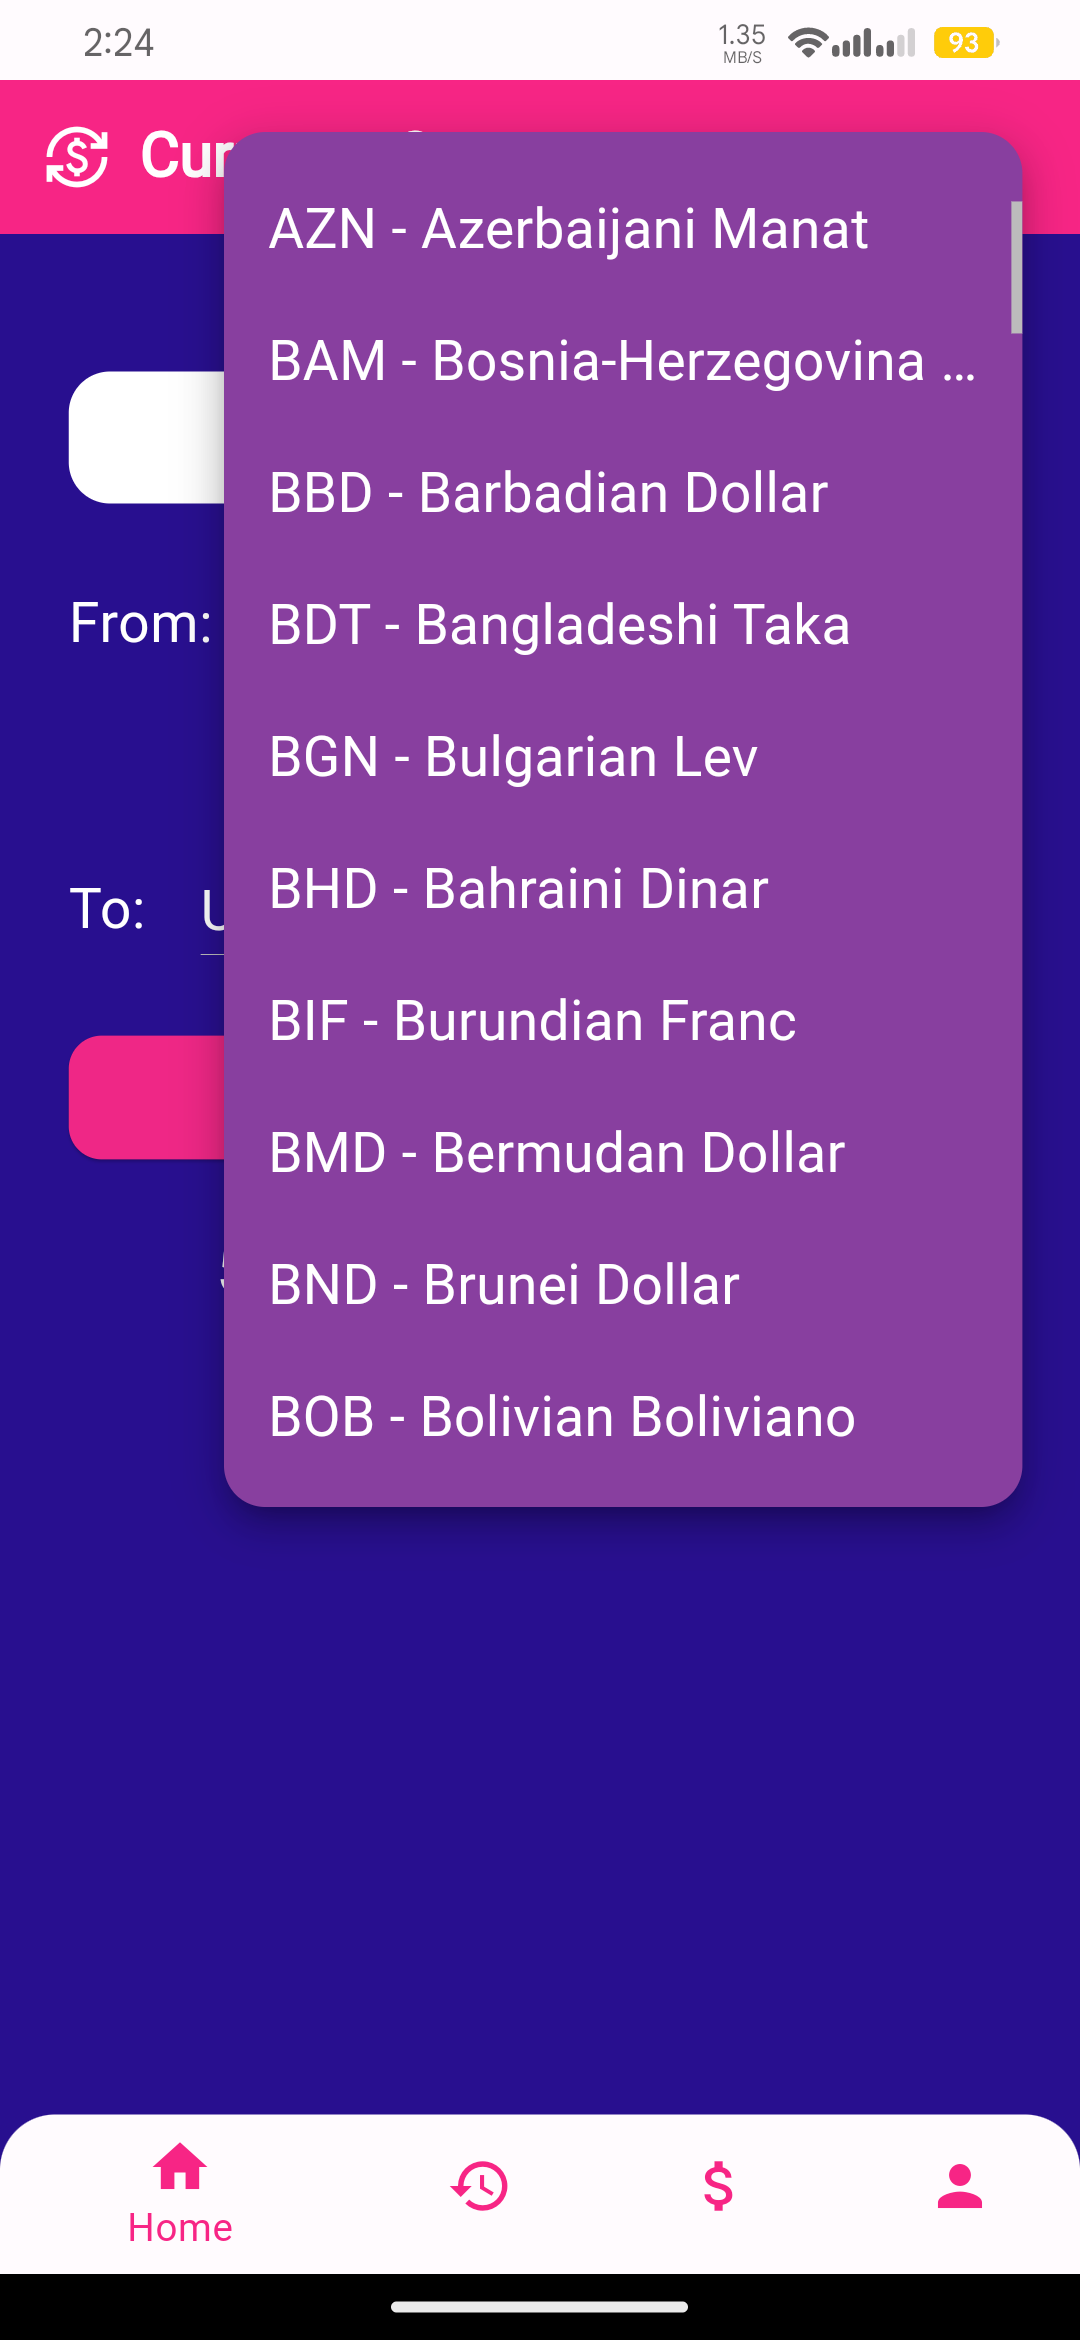 2:24
1.35
MB/S
93
AZN - Azerbaijani Manat
BAM - Bosnia-Herzegovina ...
BBD - Barbadian Dollar
From:
BDT - Bangladeshi Taka
BGN - Bulgarian Lev
BHD - Bahraini Dinar
To:
BIF - Burundian Franc
BMD - Bermudan Dollar
BND - Brunei Dollar
BOB - Bolivian Boliviano
Home